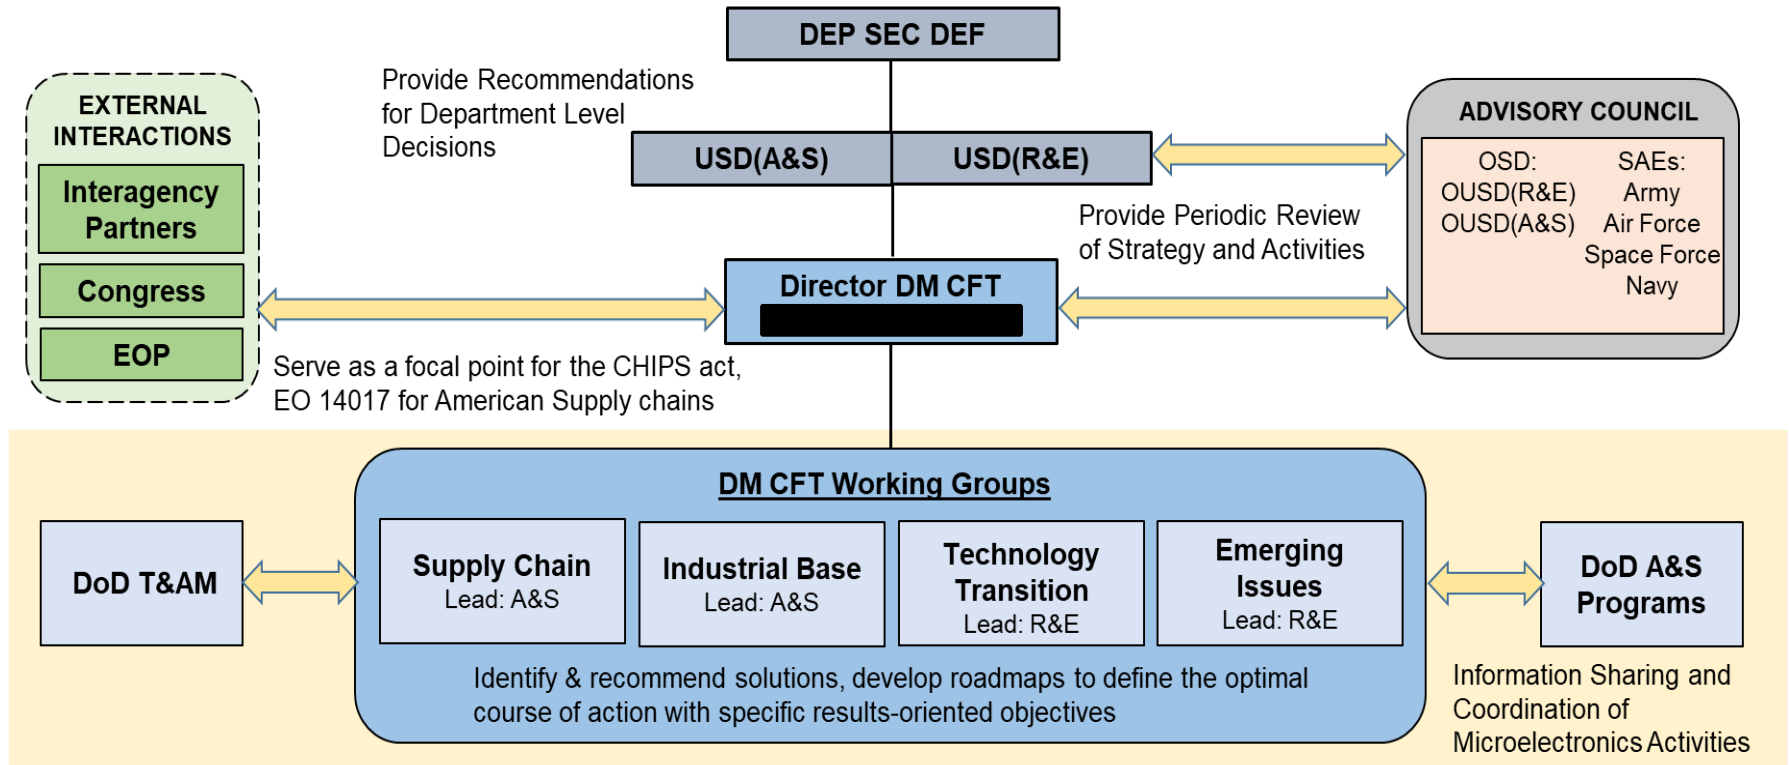 DEP SEC DEF
Provide Recommendations
for Department Level
Decisions
EXTERNAL
INTERACTIONS
Interagency
Partners
Congress
EOP
USD(A&S)
USD(R&E)
ADVISORY COUNCIL
OSD:
OUSD(R&E)
OUSD(A&S)
SAEs:
Army
Air Force
Space Force
Navy
Provide Periodic Review
of Strategy and Activities
Director DM CFT
Serve as a focal point for the CHIPS act,
EO 14017 for American Supply chains
DM CFT Working Groups
DoD T&AM
Supply Chain
Lead: A&S
Industrial Base
Lead: A&S
Technology
Transition
Lead: R&E
Emerging
Issues
Lead: R&E
DoD A&S
Programs
Identify & recommend solutions, develop roadmaps to define the optimal
course of action with specific results-oriented objectives
Information Sharing and
Coordination of
Microelectronics Activities